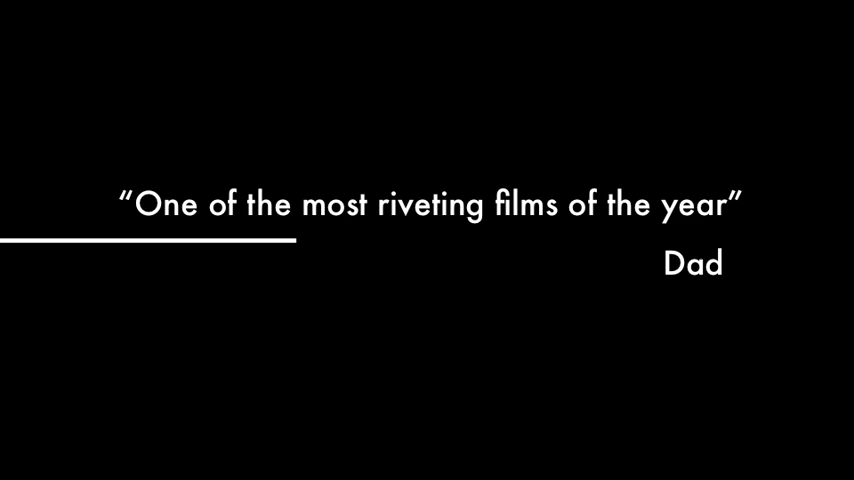 “One of the most riveting films of the year”
Dad